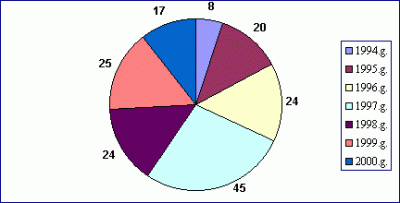 17
8
20
25
24
24
45
1994 g.
1995 g.
1996 g.
1997 g.
1998 g.
1999 g.
2000 g.